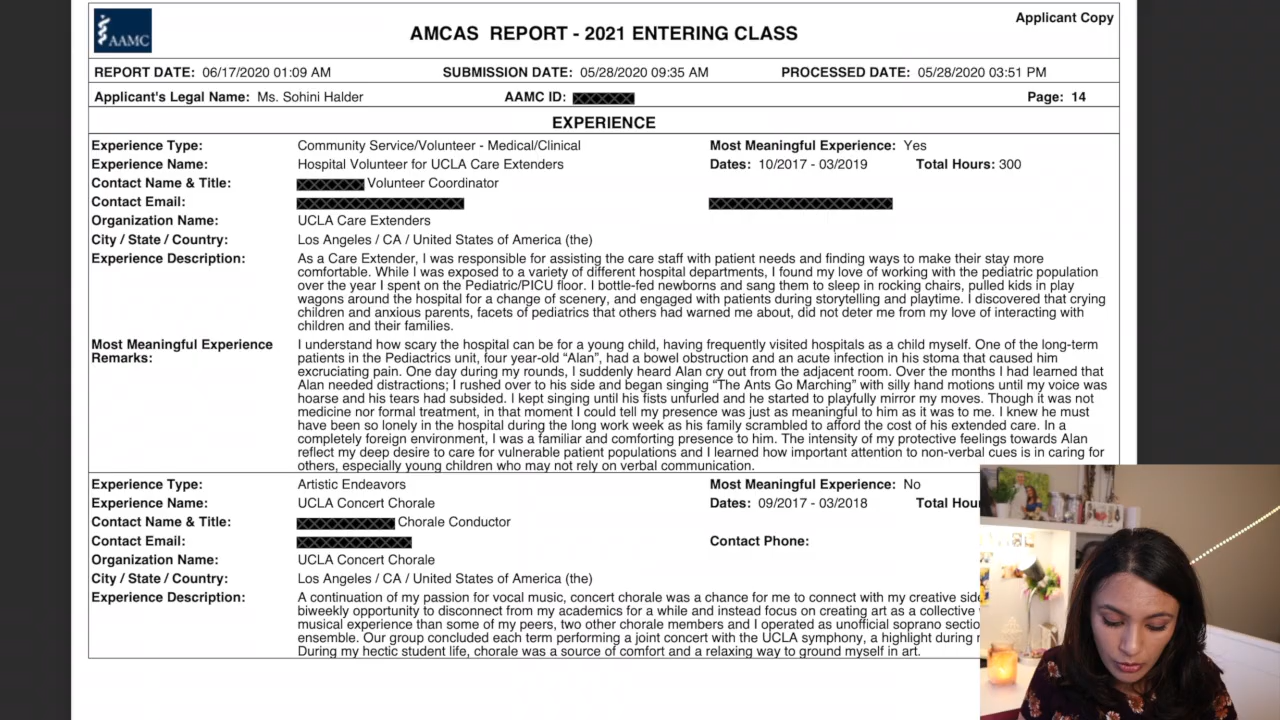 AAMC
AMCAS REPORT - 2021 ENTERING CLASS
Applicant Copy
REPORT DATE: 06/17/2020 01:09 AM SUBMISSION DATE: 05/28/2020 09:35 AM PROCESSED DATE: 05/28/2020 03:51 PM
Applicant's Legal Name: Ms. Sohini Halder AAMC ID: Page: 14
EXPERIENCE
Experience Type: Community Service/Volunteer - Medical/Clinical Most Meaningful Experience: Yes
Experience Name: Hospital Volunteer for UCLA Care Extenders Dates: 10/2017 - 03/2019 Total Hours: 300
Contact Name & Title: Volunteer Coordinator
Contact Email:
Organization Name: UCLA Care Extenders
City / State / Country: Los Angeles / CA / United States of America (the)
Experience Description: As a Care Extender, I was responsible for assisting the care staff with patient needs and finding ways to make their stay more
comfortable. While I was exposed to a variety of different hospital departments, I found my love of working with the pediatric population
over the year I spent on the Pediatric/PICU floor. I bottle-fed newborns and sang them to sleep in rocking chairs, pulled kids in play
wagons around the hospital for a change of scenery, and engaged with patients during storytelling and playtime. I discovered that crying
children and anxious parents, facets of pediatrics that others had warned me about, did not deter me from my love of interacting with
children and their families.
Most Meaningful Experience Remarks: I understand how scary the hospital can be for a young child, having frequently visited hospitals as a child myself. One of the long-term
patients in the Pediactrics unit, four year-old “Alan”, had a bowel obstruction and an acute infection in his stoma that caused him
excruciating pain. One day during my rounds, I suddenly heard Alan cry out from the adjacent room. Over the months I had learned that
Alan needed distractions; I rushed over to his side and began singing “The Ants Go Marching” with silly hand motions until my voice was
hoarse and his tears had subsided. I kept singing until his fists unfurled and he started to playfully mirror my moves. Though it was not
medicine nor formal treatment, in that moment I could tell my presence was just as meaningful to him as it was to me. I knew he must
have been so lonely in the hospital during the long work week as his family scrambled to afford the cost of his extended care. In a
completely foreign environment, I was a familiar and comforting presence to him. The intensity of my protective feelings towards Alan
reflect my deep desire to care for vulnerable patient populations and I learned how important attention to non-verbal cues is in caring for
others, especially young children who may not rely on verbal communication.
Experience Type: Artistic Endeavors Most Meaningful Experience: No
Experience Name: UCLA Concert Chorale Dates: 09/2017 - 03/2018 Total Hour
Contact Name & Title: Chorale Conductor
Contact Email: Contact Phone:
Organization Name: UCLA Concert Chorale
City / State / Country: Los Angeles / CA / United States of America (the)
Experience Description: A continuation of my passion for vocal music, concert chorale was a chance for me to connect with my creative side
biweekly opportunity to disconnect from my academics for a while and instead focus on creating art as a collective
musical experience than some of my peers, two other chorale members and I operated as unofficial soprano sectio
ensemble. Our group concluded each term performing a joint concert with the UCLA symphony, a highlight during
During my hectic student life, chorale was a source of comfort and a relaxing way to ground myself in art.